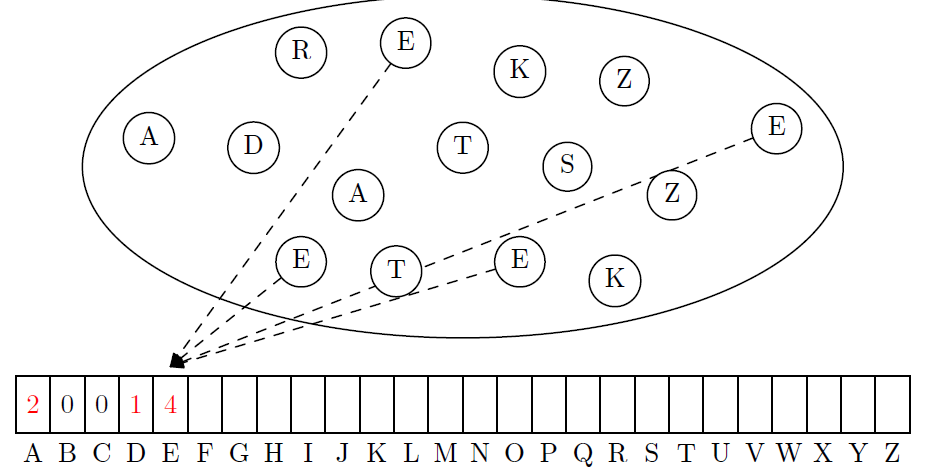 R E K Z
A D T S E
A Z
E T E K
2 0 0 1 4
A B C D E F G H I J K L M N O P Q R S T U V W X Y Z